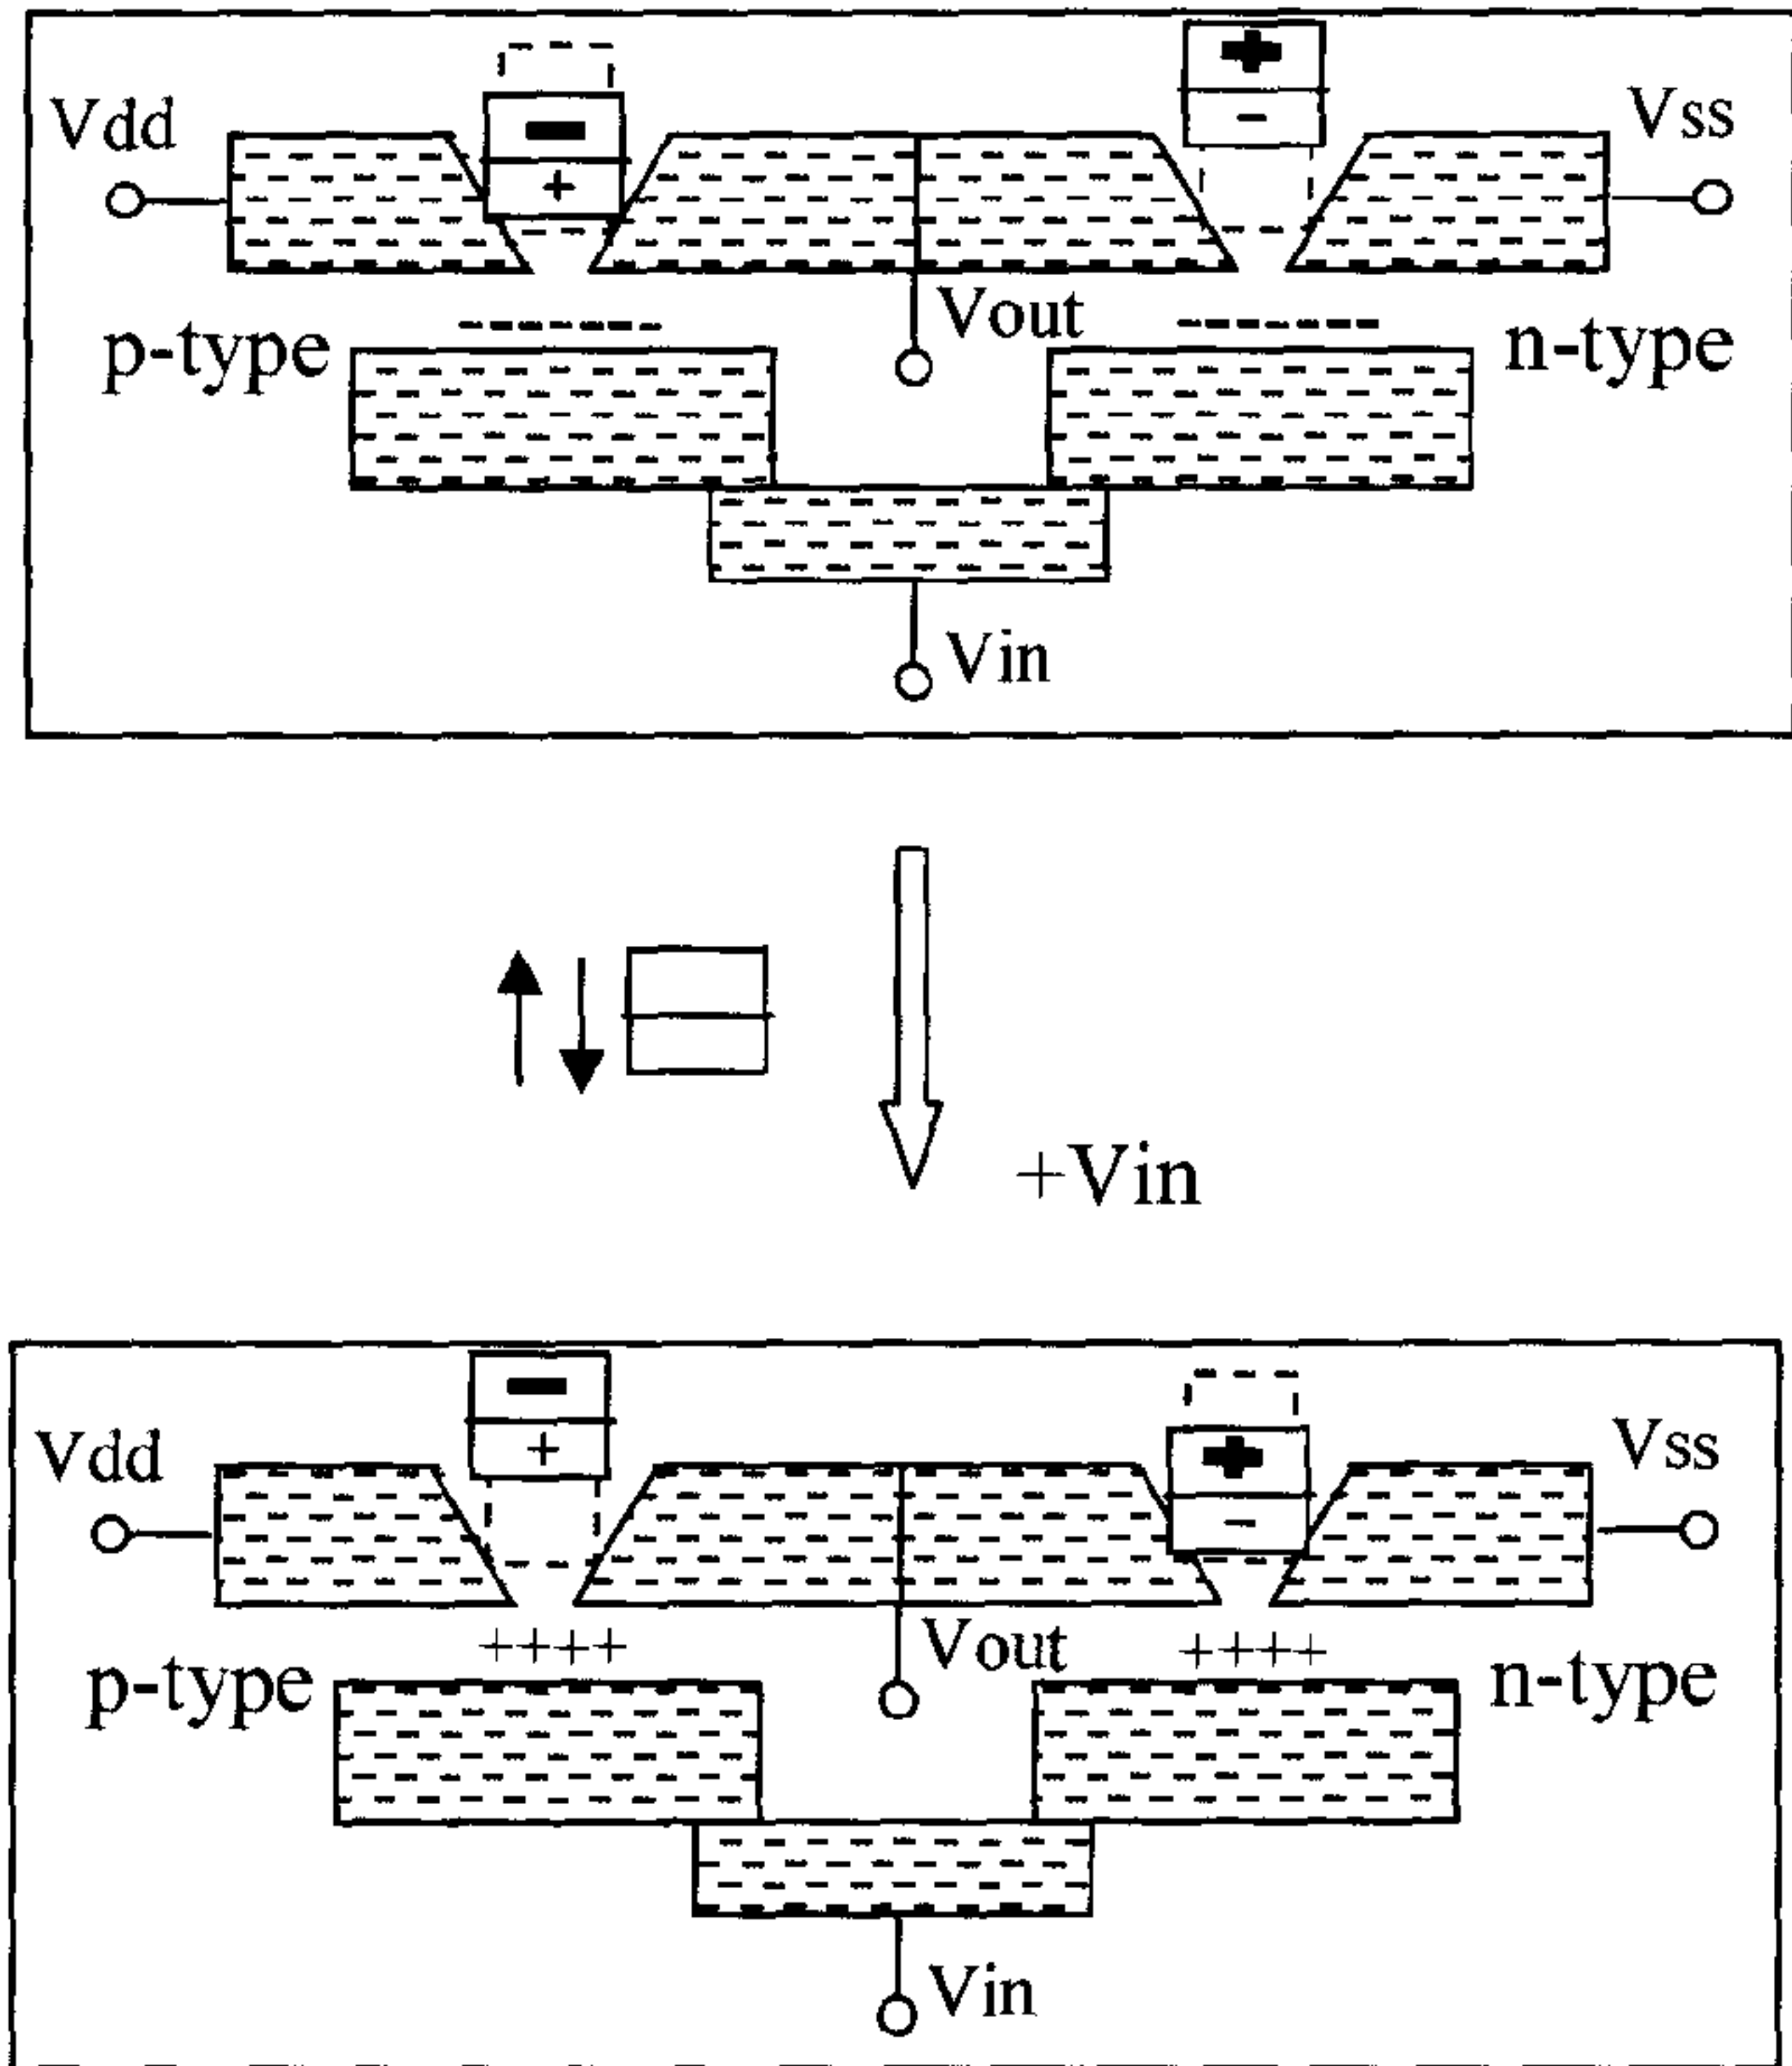 Vdd
Vss
Vout
p-type
n-type
Vin
+Vin
Vdd
Vss
++++
Vout
++++
p-type
n-type
Vin